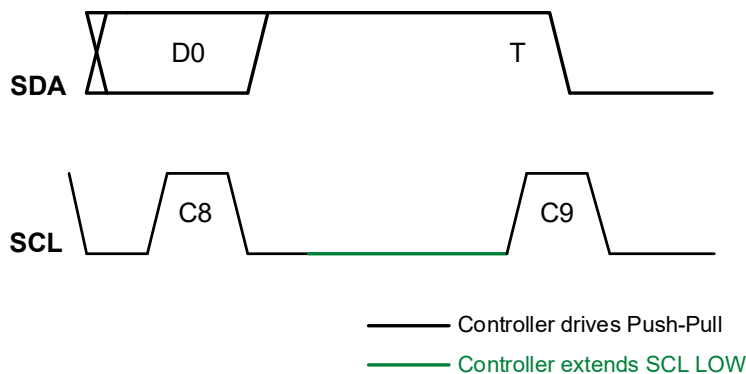 D0
T
SDA
C8
C9
SCL
Controller drives Push-Pull
Controller extends SCL LOW